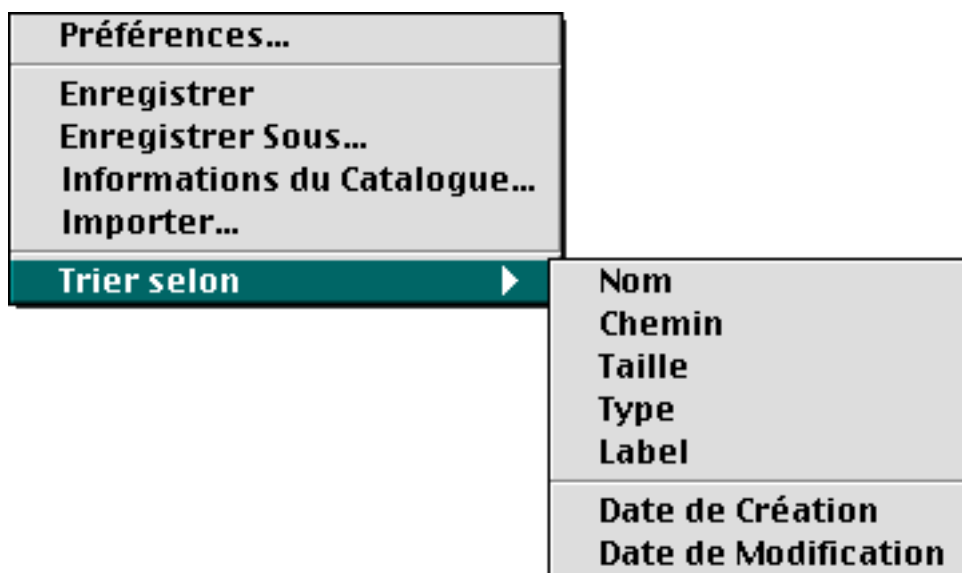 Préférences...
Enregistrer
Enregistrer Sous...
Informations du Catalogue...
Importer...
Trier selon
Nom
Chemin
Taille
Type
Label
Date de Création
Date de Modification